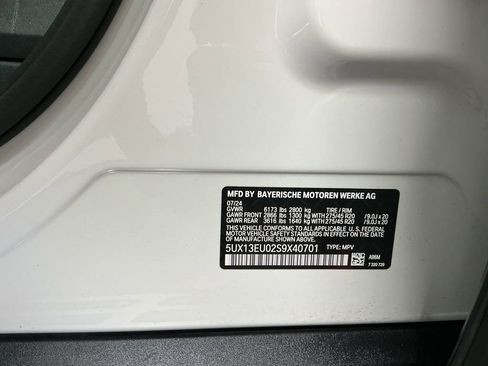 MFD BY BAYERISCHE MOTOREN WERKE AG
07/24
GVWR 6173 lbs 2800 kg TIRE / RIM
GAWR FRONT 2866 lbs 1300 kg WITH 275/45 R20 /9.0J x 20
GAWR REAR 3616 lbs 1640 kg WITH 275/45 R20 /9.0J x 20
THIS VEHICLE CONFORMS TO ALL APPLICABLE U.S. FEDERAL
MOTOR VEHICLE SAFETY STANDARDS IN EFFECT ON THE
DATE OF MANUFACTURE SHOWN ABOVE.
5UX13EU02S9X40701 TYPE: MPV
A96M
7 320 729